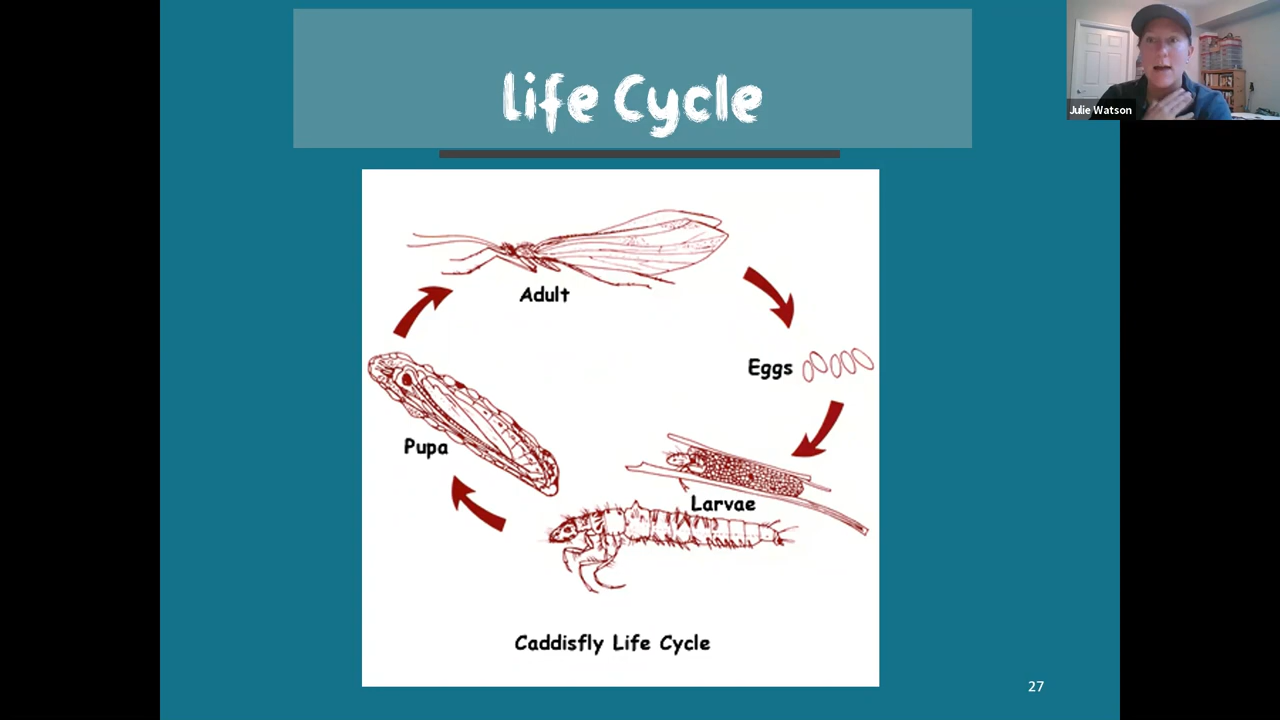 Life Cycle
Julie Watson
Adult
Eggs
Pupa
Larvae
Caddisfly Life Cycle
27